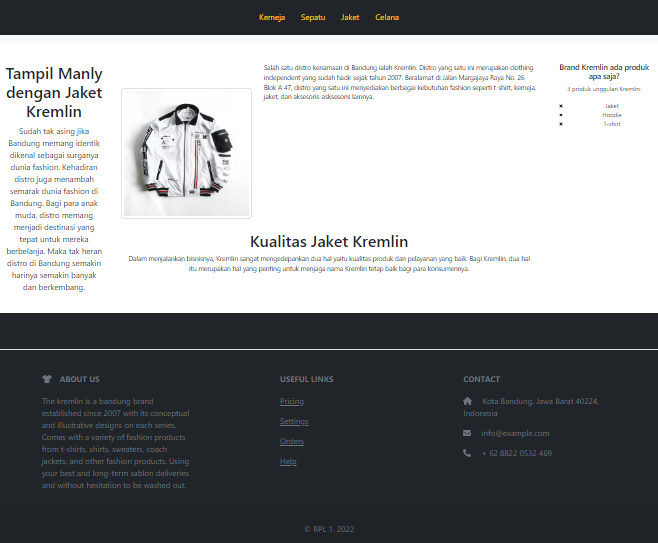 Kemeja Sepatu Jaket Celana
Tampil Manly
dengan Jaket
Kremlin
Sudah tak asing jika
Bandung memang identik
dikenal sebagai surganya
dunia fashion. Kehadiran
distro juga menambah
semarak dunia fashion di
Bandung. Bagi para anak
muda, distro memang
menjadi destinasi yang
tepat untuk mereka
berbelanja. Maka tak heran
distro di Bandung semakin
harinya semakin banyak
dan berkembang.
Salah satu distro kenamaan di Bandung ialah Kremlin. Distro yang satu ini merupakan clothing
independent yang sudah hadir sejak tahun 2007. Beralamat di Jalan Margajaya Raya No. 26
Blok A 47, distro yang satu ini menyediakan berbagai kebutuhan fashion seperti t shirt, kemeja,
jaket, dan aksesoris asksesoris lainnya.
Kualitas Jaket Kremlin
Dalam menjalankan bisnisnya, Kremlin sangat mengedepankan dua hal yaitu kualitas produk dan pelayanan yang baik. Bagi Kremlin, dua hal
itu merupakan hal yang penting untuk menjaga nama Kremlin tetap baik bagi para konsumennya.
Brand Kremlin ada produk
apa saja?
3 produk unggulan Kremlin:
Jaket
Hoodie
T-shirt
ABOUT US
The kremlin is a bandung brand
established since 2007 with its conceptual
and illustrative designs on each series.
Comes with a variety of fashion products
from t-shirts, shirts, sweaters, coach
jackets, and other fashion products. Using
your best and long-term sablon deliveries
and without hesitation to be washed out.
USEFUL LINKS
Pricing
Settings
Orders
Help
CONTACT
Kota Bandung, Jawa Barat 40224,
Indonesia
info@example.com
+ 62 8822 0532 469
© RPL 1. 2022